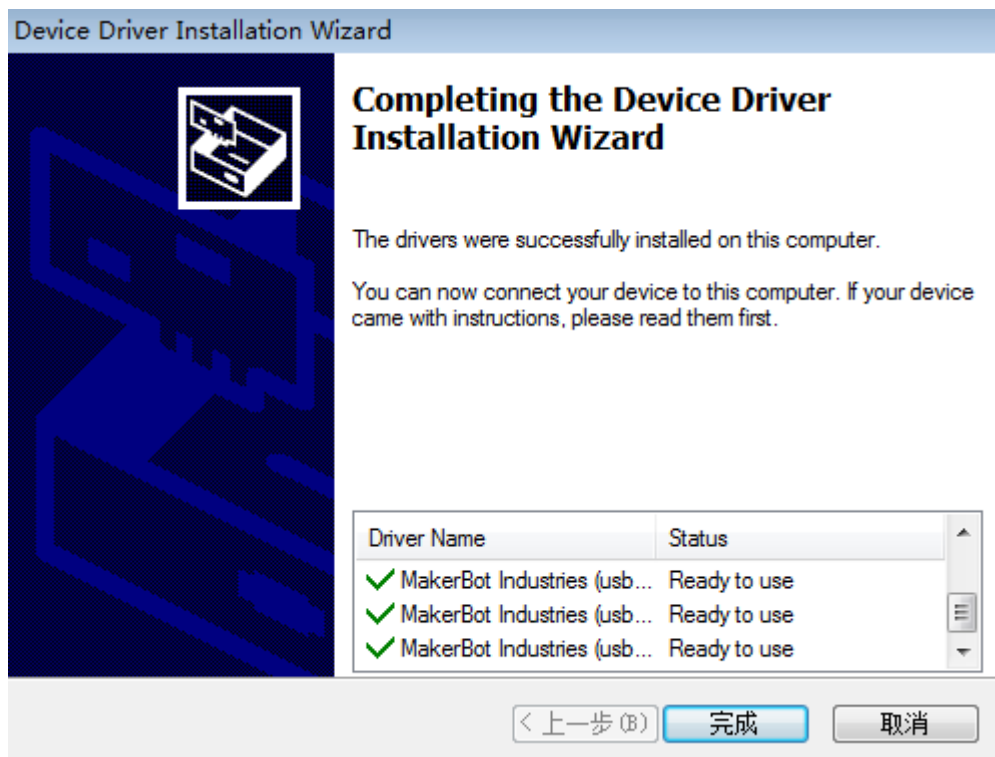 Device Driver Installation Wizard
Completing the Device Driver
Installation Wizard
The drivers were successfully installed on this computer.
You can now connect your device to this computer. If your device
came with instructions, please read them first.
Driver Name Status
MakerBot Industries (usb... Ready to use
MakerBot Industries (usb... Ready to use
MakerBot Industries (usb... Ready to use
< 上一步(B) 完成 取消